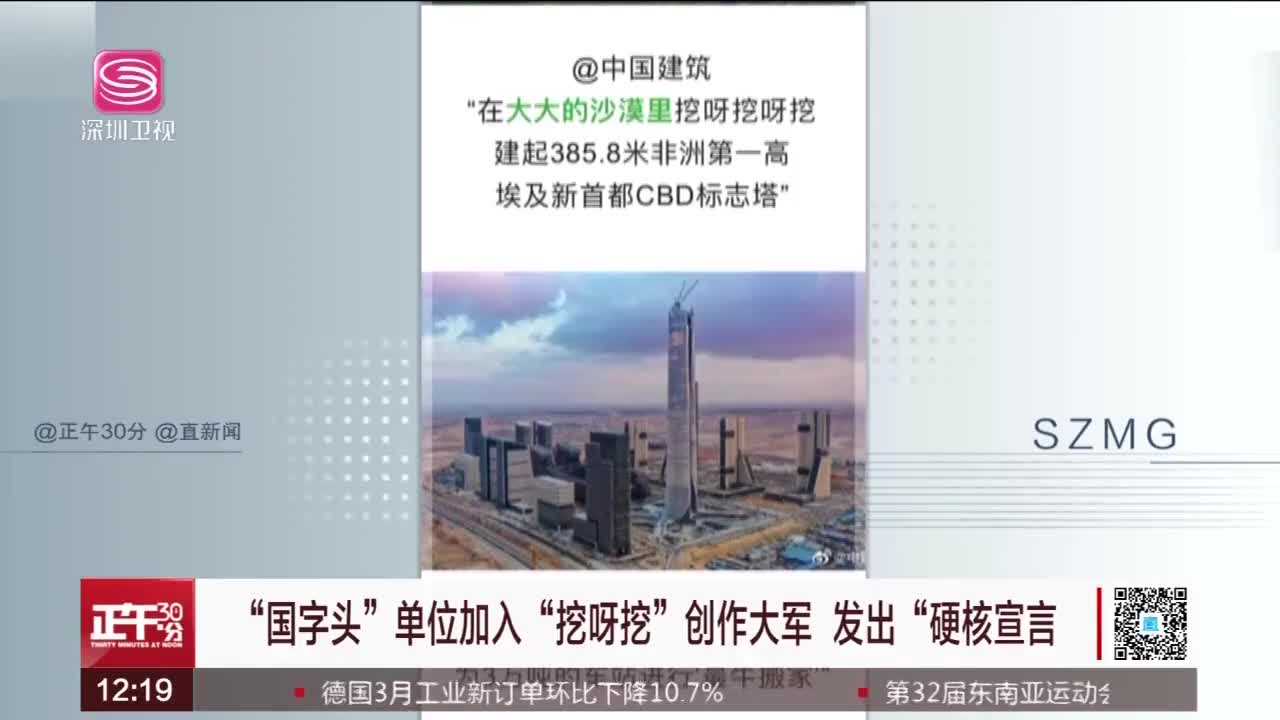 深圳卫视
@中国建筑
“在大大的沙漠里挖呀挖呀挖
建起385.8米非洲第一高
埃及新首都CBD标志塔”
@正午30分 @直新闻
SZMG
正午30分
THIRTY MINUTES AT NOON
“国字头”单位加入“挖呀挖”创作大军 发出“硬核宣言
12:19
德国3月工业新订单环比下降10.7%
第32届东南亚运动会